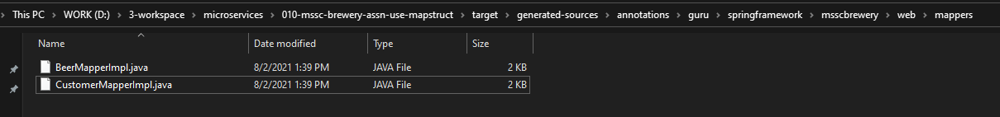 This PC > WORK (D:) > 3-workspace > microservices > 010-mssc-brewery-assn-use-mapstruct > target > generated-sources > annotations > guru > springframework > msscbrewery > web > mappers
Name Date modified Type Size
BeerMapperImpl.java 8/2/2021 1:39 PM JAVA File 2 KB
CustomerMapperImpl.java 8/2/2021 1:39 PM JAVA File 2 KB